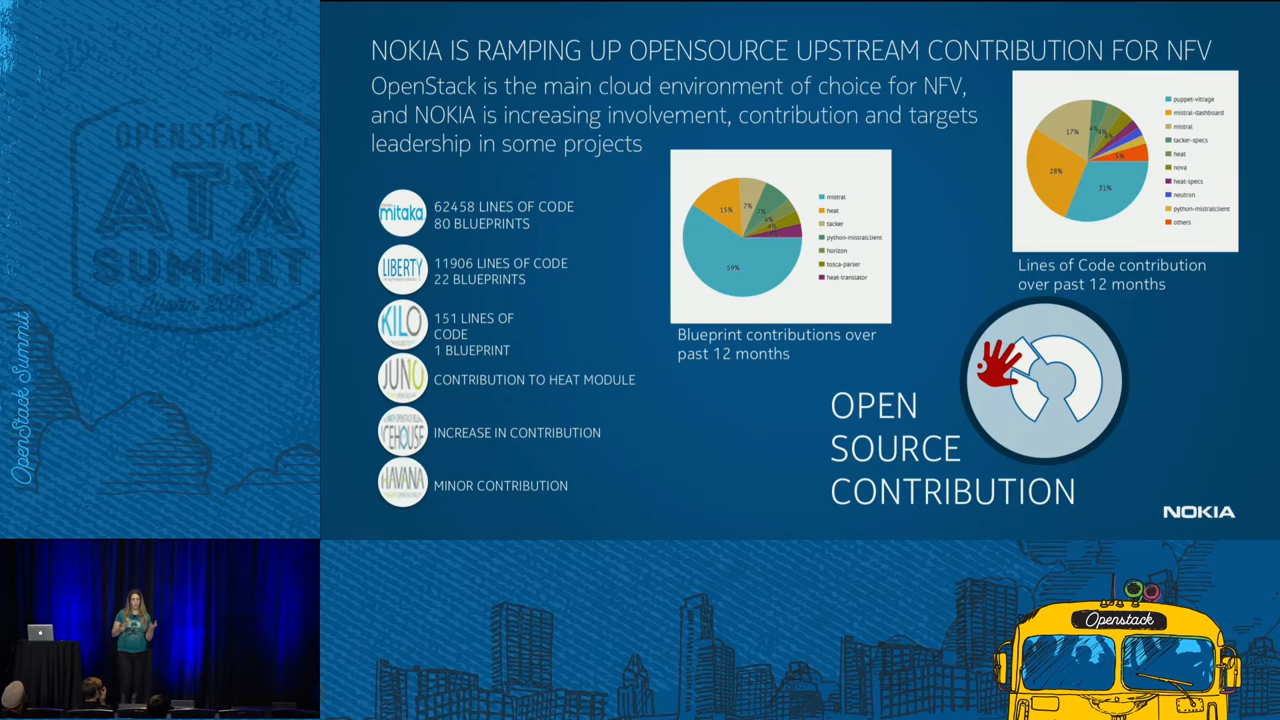 NOKIA IS RAMPING UP OPENSOURCE UPSTREAM CONTRIBUTION FOR NFV
OpenStack is the main cloud environment of choice for NFV,
and NOKIA is increasing involvement, contribution and targets
leadership in some projects
mitaka
62458 LINES OF CODE
80 BLUEPRINTS
LIBERTY
11906 LINES OF CODE
22 BLUEPRINTS
KILO
151 LINES OF
CODE
1 BLUEPRINT
JUNO
CONTRIBUTION TO HEAT MODULE
ICEHOUSE
INCREASE IN CONTRIBUTION
HAVANA
MINOR CONTRIBUTION
59%
15%
7%
7%
4%
4%
mistral
heat
tacker
python-mistralclient
horizon
tosca-parser
heat-translator
Blueprint contributions over
past 12 months
31%
28%
17%
4%
4%
5%
puppet-vitrage
mistral-dashboard
mistral
tacker-specs
heat
nova
heat-specs
neutron
python-mistralclient
others
Lines of Code contribution
over past 12 months
OPEN
SOURCE
CONTRIBUTION
NOKIA
OPENSTACK
ATX
OpenStack Summit
Openstack